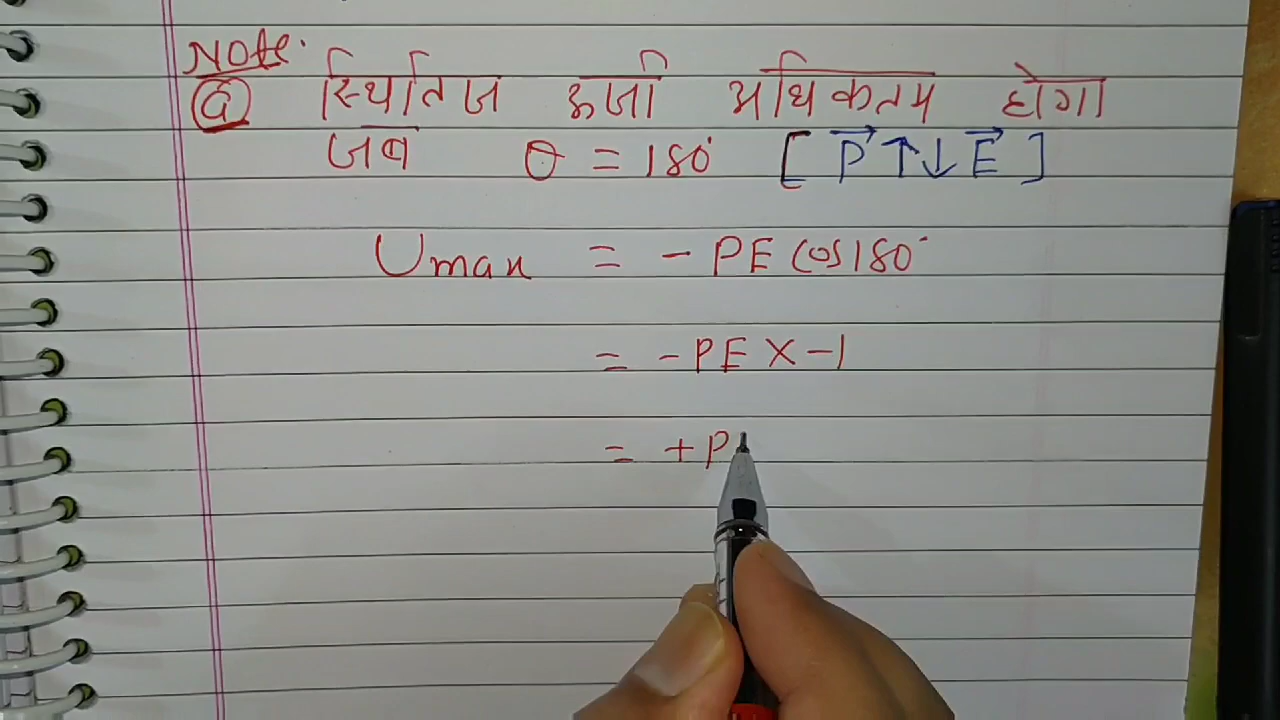 Note:
(a) स्थितिज ऊर्जा अधिकतम होगा
जब θ = 180° [ P⃗ ↑↓ E⃗ ]
Umax = - PE Cos180°
= - PE X -1
= + P